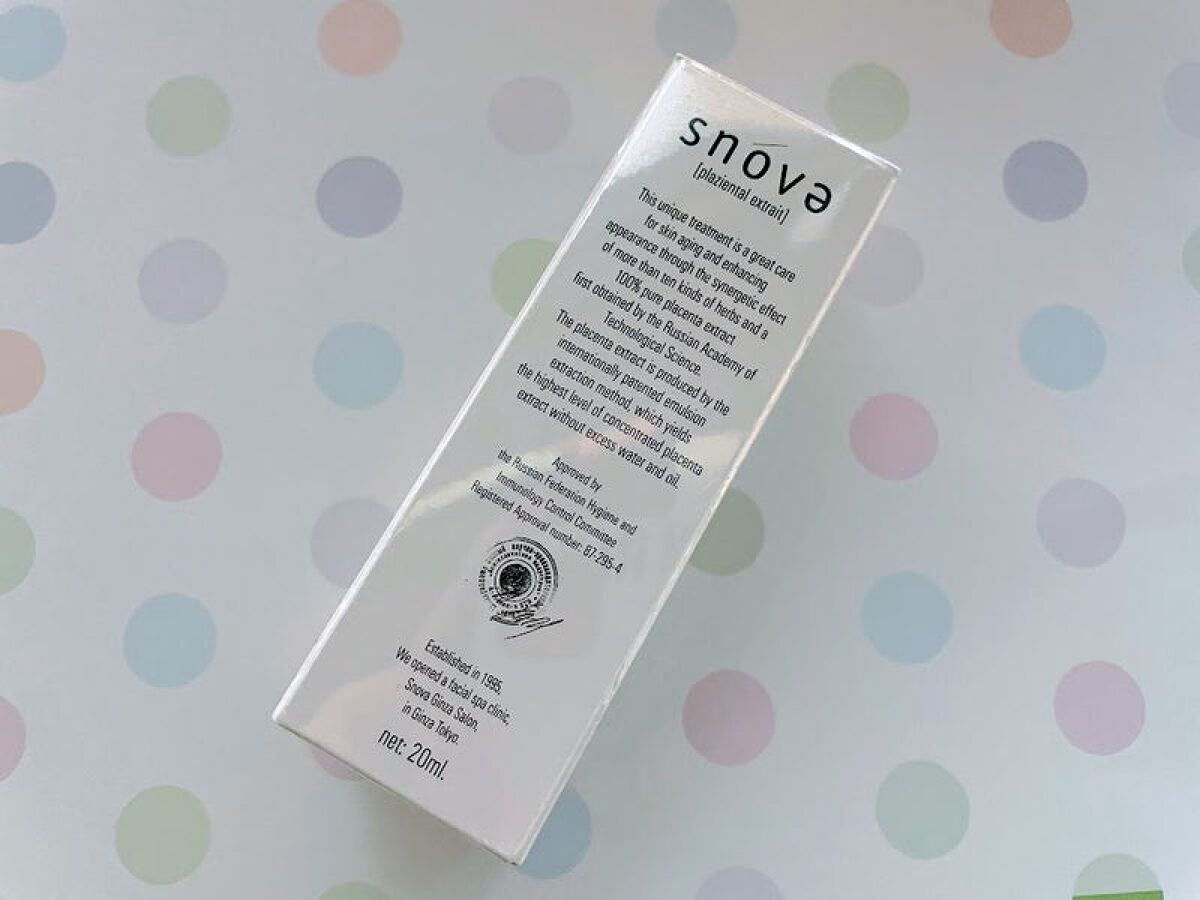 snōvə
[plaziental extrait]
This unique treatment is a great care
for skin aging and enhancing
appearance through the synergetic effect
of more than ten kinds of herbs and a
100% pure placenta extract
first obtained by the Russian Academy of
Technological Science.
The placenta extract is produced by the
internationally patented emulsion
extraction method, which yields
the highest level of concentrated placenta
extract without excess water and oil.
Approved by
the Russian Federation Hygiene and
Immunology Control Committee
Registered Approval number: 87-295-4
Established in 1995,
We opened a facial spa clinic,
Snova Ginza Salon,
in Ginza Tokyo.
net: 20ml.